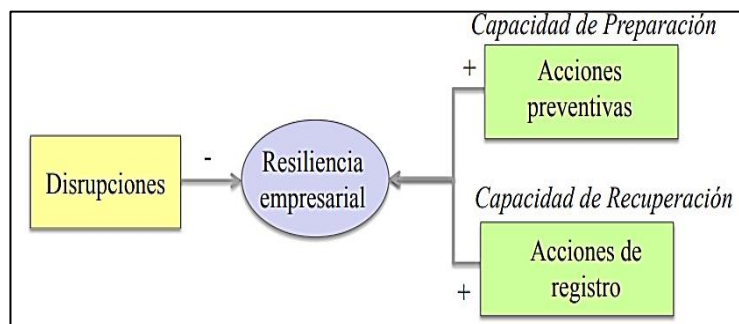 Capacidad de Preparación
+
Acciones
preventivas
-
Disrupciones
Resiliencia
empresarial
Capacidad de Recuperación
Acciones de
registro
+